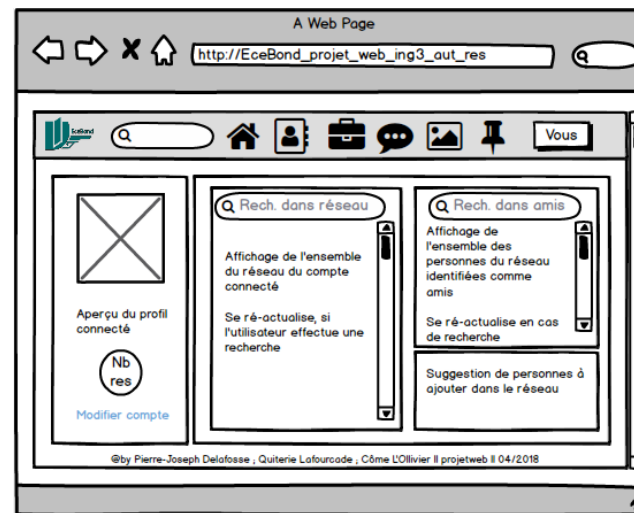 A Web Page
http://EceBond_projet_web_ing3_aut_res
EceBond
Vous
Rech. dans réseau
Rech. dans amis
Affichage de l'ensemble
du réseau du compte
connecté
Se ré-actualise, si
l'utilisateur effectue une
recherche
Affichage de
l'ensemble des
personnes du réseau
identifiées comme
amis
Se ré-actualise en cas
de recherche
Aperçu du profil
connecté
Nb
res
Modifier compte
Suggestion de personnes à
ajouter dans le réseau
@by Pierre-Joseph Delafosse ; Quiterie Lafourcade ; Côme L'Ollivier II projetweb II 04/2018